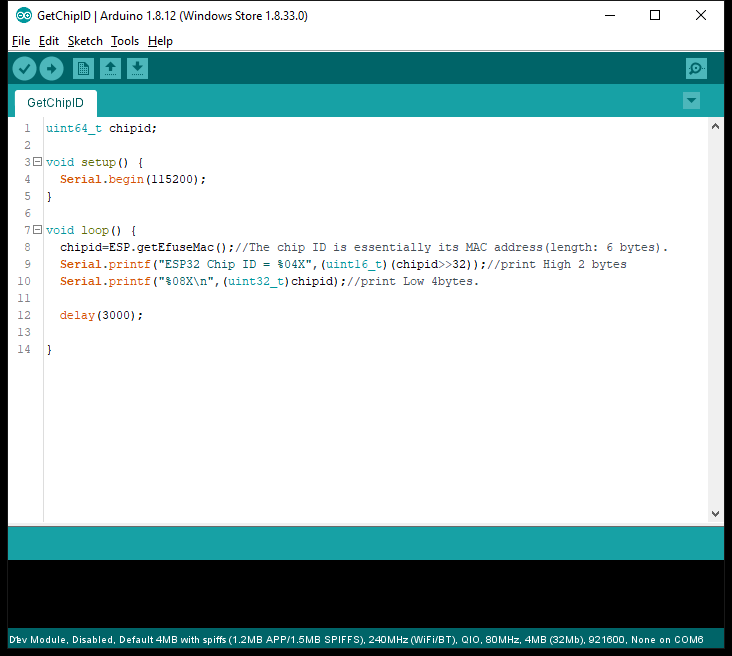 GetChipID | Arduino 1.8.12 (Windows Store 1.8.33.0)
File Edit Sketch Tools Help
GetChipID
1 uint64_t chipid;
2
3 void setup() {
4   Serial.begin(115200);
5 }
6
7 void loop() {
8   chipid=ESP.getEfuseMac();//The chip ID is essentially its MAC address(length: 6 bytes).
9   Serial.printf("ESP32 Chip ID = %04X",(uint16_t)(chipid>>32));//print High 2 bytes
10   Serial.printf("%08X\n",(uint32_t)chipid);//print Low 4bytes.
11
12   delay(3000);
13
14 }
Dev Module, Disabled, Default 4MB with spiffs (1.2MB APP/1.5MB SPIFFS), 240MHz (WiFi/BT), QIO, 80MHz, 4MB (32Mb), 921600, None on COM6